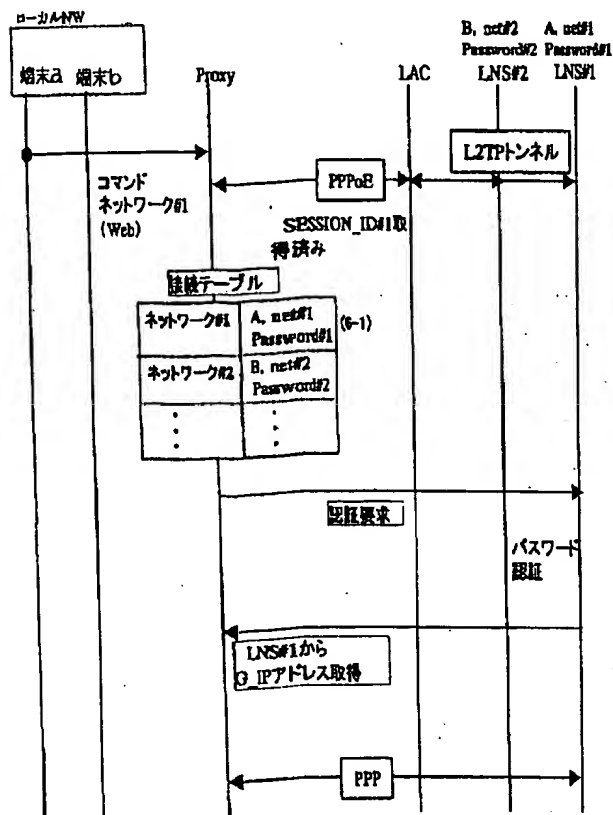 ローカルNW
B, net#2 A, net#1
Password#2 Password#1
端末a 端末b Proxy LAC LNS#2 LNS#1
L2TPトンネル
PPPoE
コマンド
ネットワーク#1
(Web)
SESSION_ID#1取
得済み
接続テーブル
ネットワーク#1 A, net#1 (6-1)
Password#1
ネットワーク#2 B, net#2
Password#2
認証要求
パスワード
認証
LNS#1から
G_IPアドレス取得
PPP